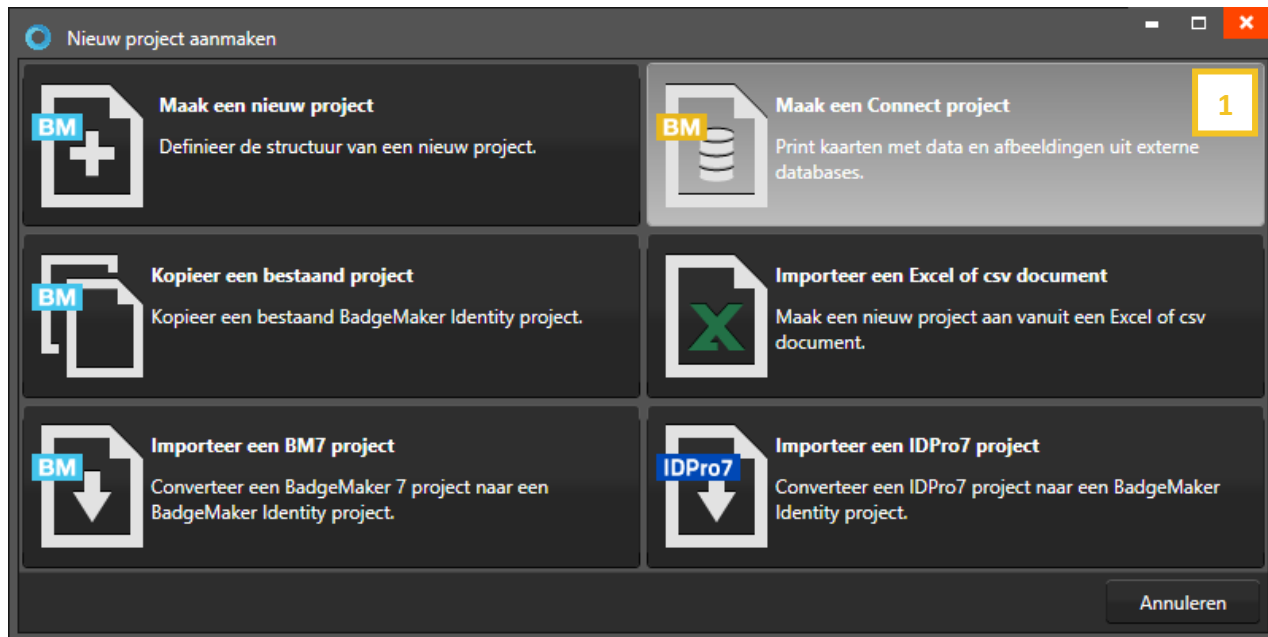 Nieuw project aanmaken
BM
Maak een nieuw project
Definieer de structuur van een nieuw project.
BM
Maak een Connect project
Print kaarten met data en afbeeldingen uit externe
databases.
1
BM
Kopieer een bestaand project
Kopieer een bestaand BadgeMaker Identity project.
X
Importeer een Excel of csv document
Maak een nieuw project aan vanuit een Excel of csv
document.
BM
Importeer een BM7 project
Converteer een BadgeMaker 7 project naar een
BadgeMaker Identity project.
IDPro7
Importeer een IDPro7 project
Converteer een IDPro7 project naar een BadgeMaker
Identity project.
Annuleren